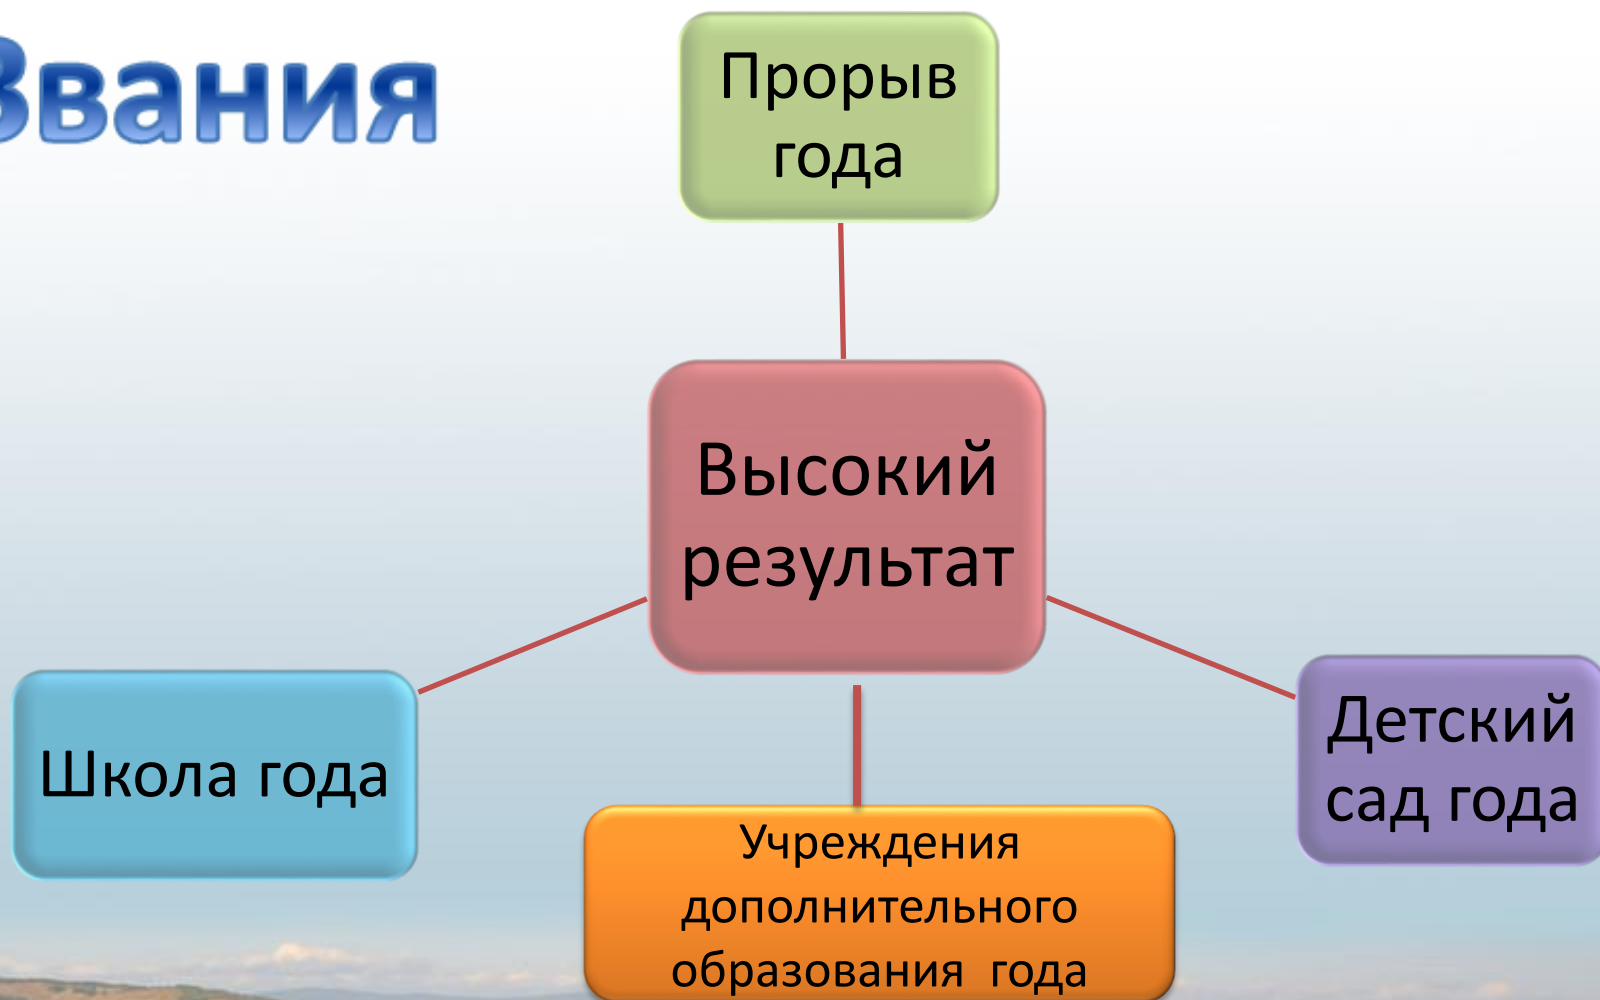 Звания
Прорыв
года
Высокий
результат
Школа года
Детский
сад года
Учреждения
дополнительного
образования года